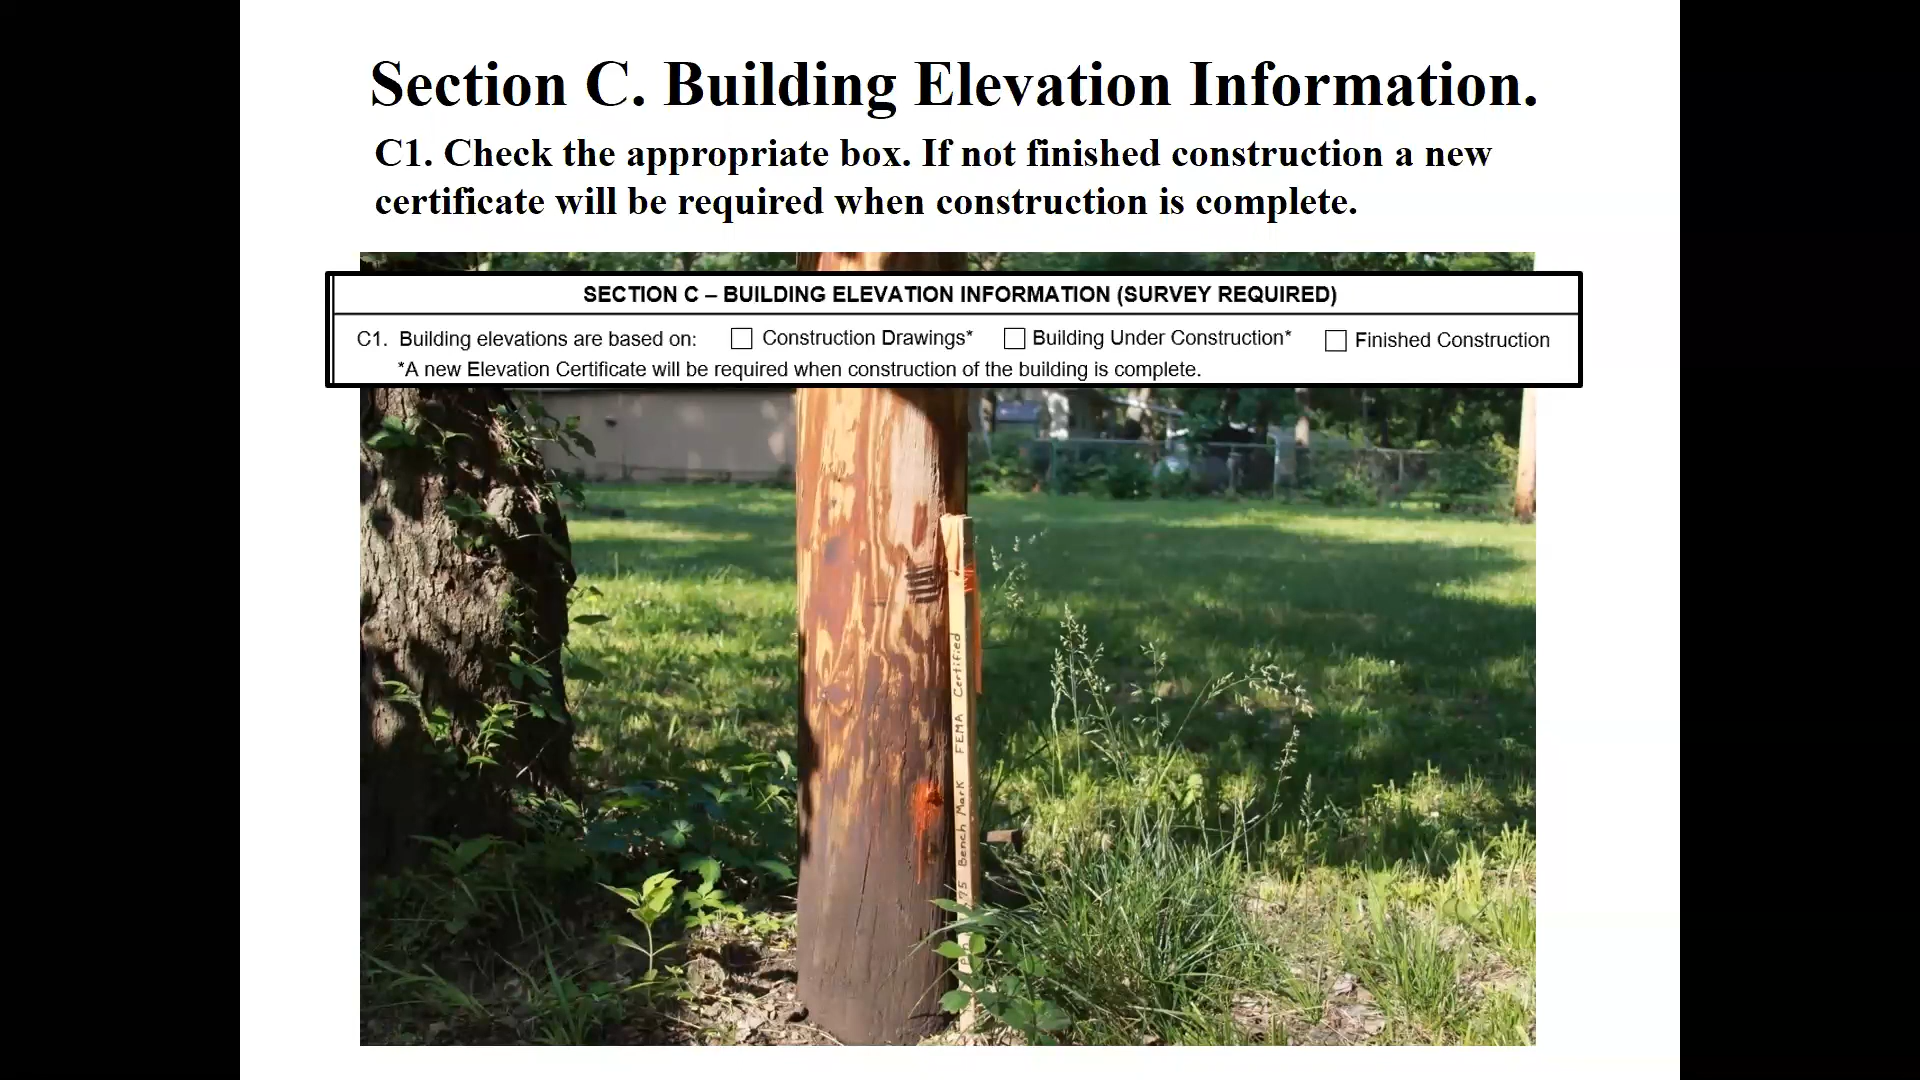 Section C. Building Elevation Information.
C1. Check the appropriate box. If not finished construction a new
certificate will be required when construction is complete.
SECTION C – BUILDING ELEVATION INFORMATION (SURVEY REQUIRED)
C1. Building elevations are based on: Construction Drawings* Building Under Construction* Finished Construction
*A new Elevation Certificate will be required when construction of the building is complete.
75 Bench Mark FEMA Certified